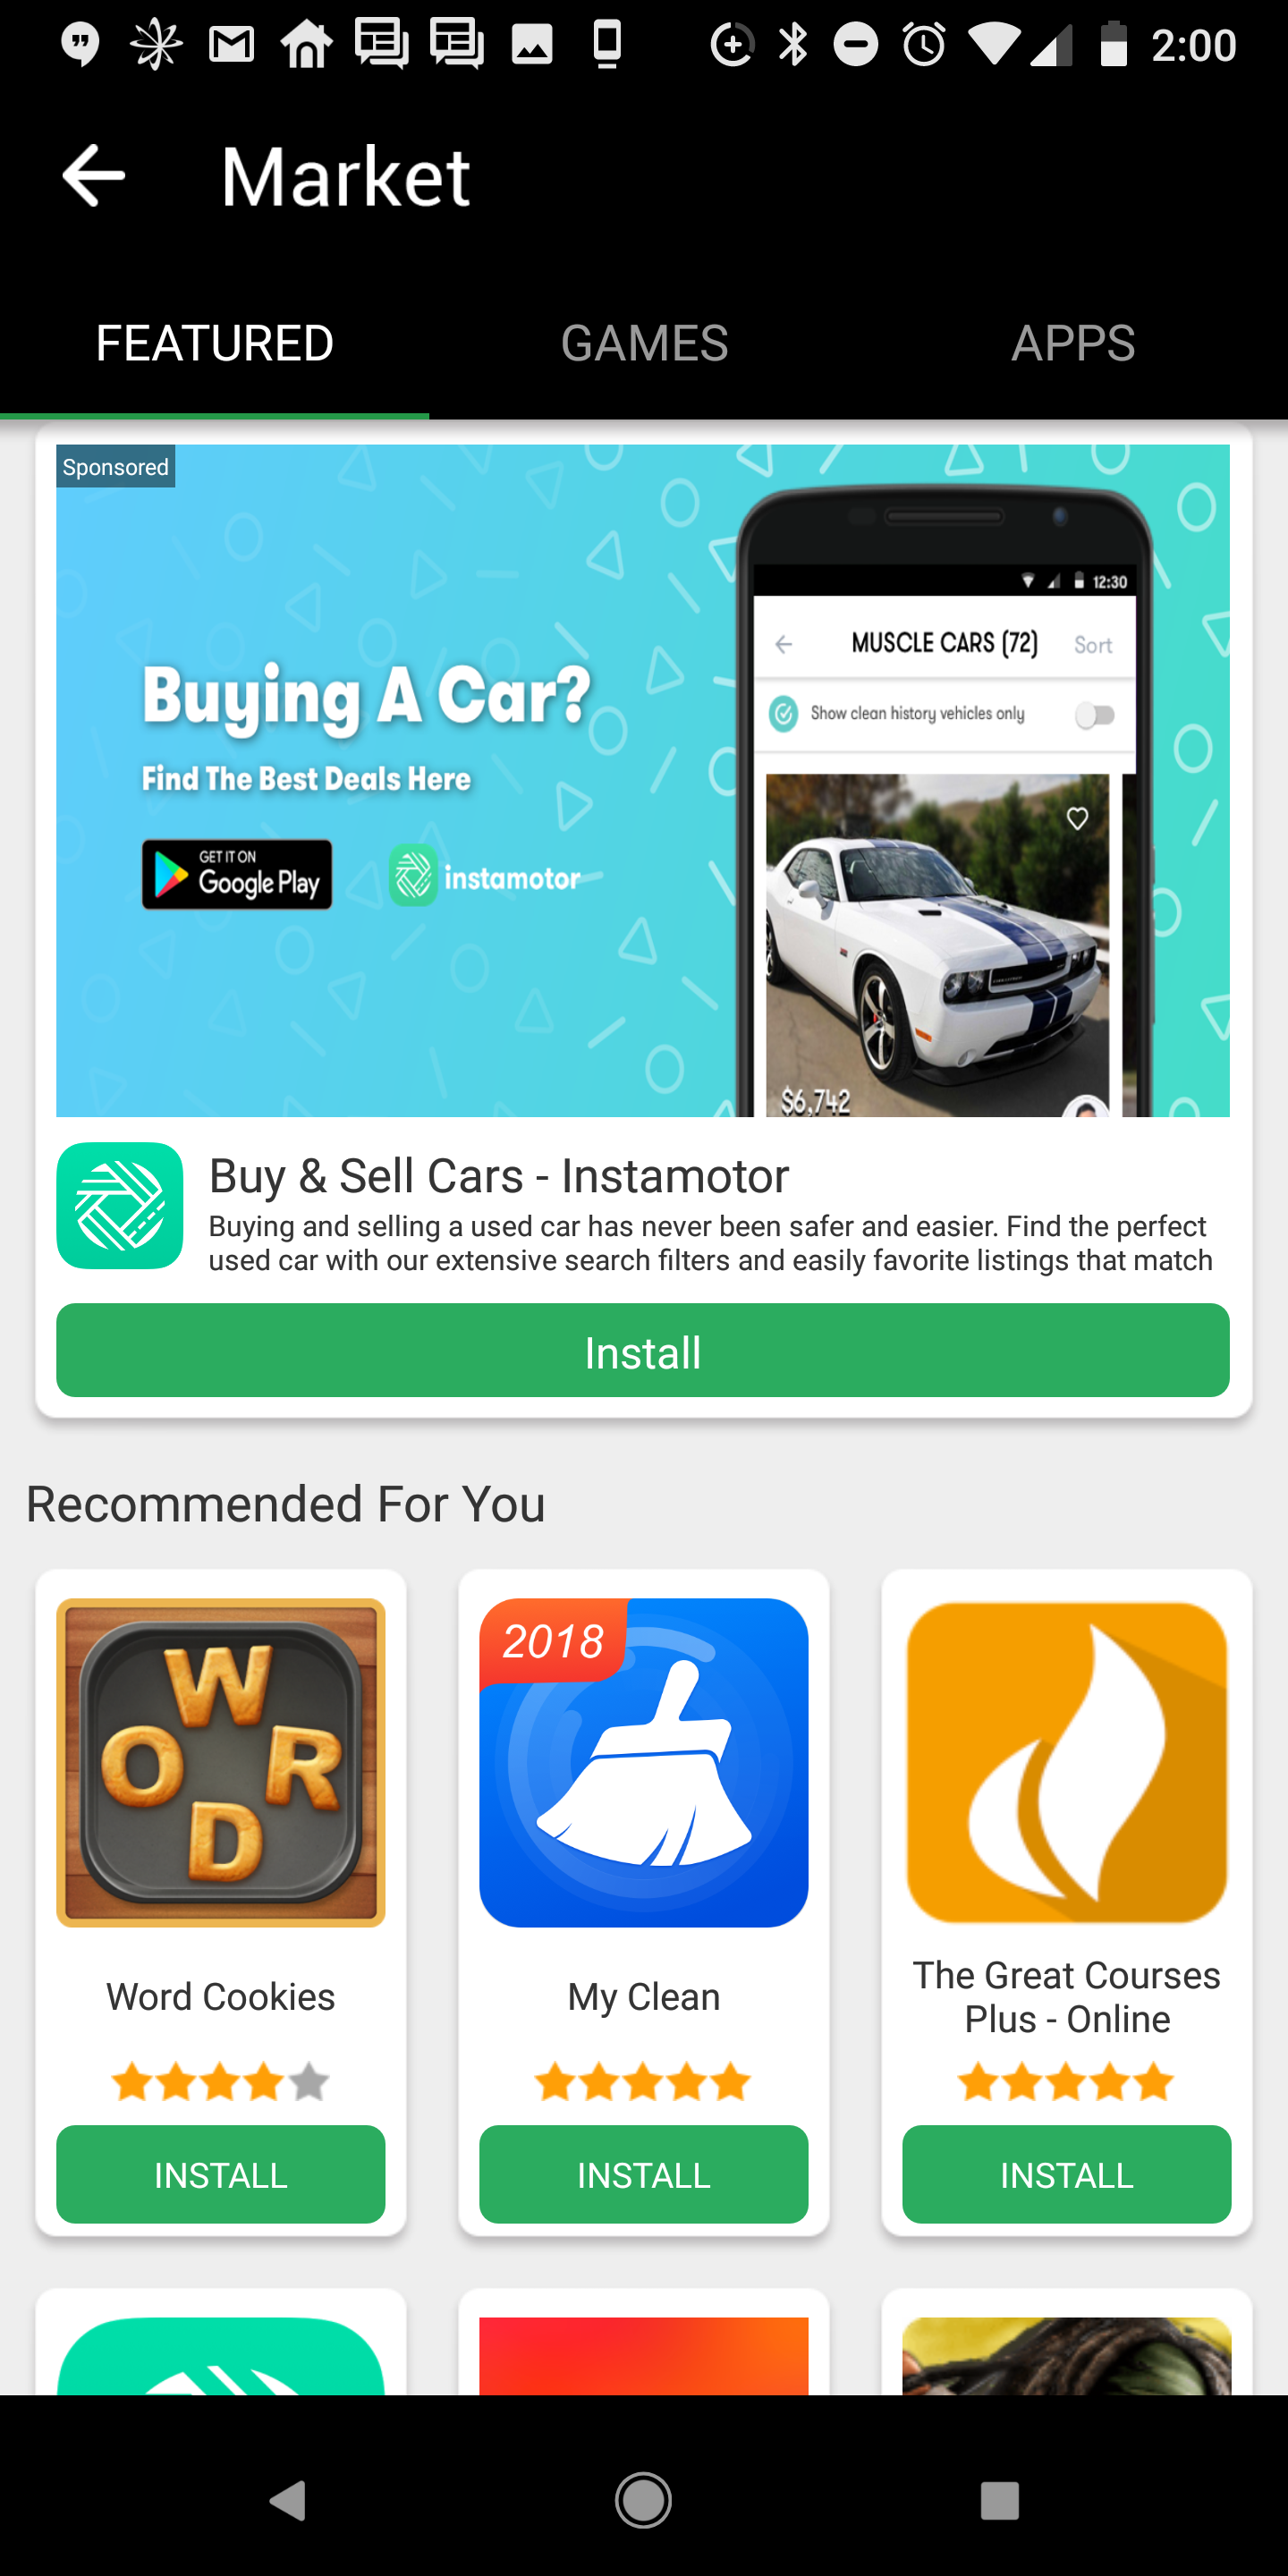 2:00
Market
FEATURED GAMES APPS
Sponsored
12:30
MUSCLE CARS (72) Sort
Show clean history vehicles only
Buying A Car?
Find The Best Deals Here
GET IT ON
Google Play
instamotor
$6,742
Buy & Sell Cars - Instamotor
Buying and selling a used car has never been safer and easier. Find the perfect
used car with our extensive search filters and easily favorite listings that match
Install
Recommended For You
W
O R
D
2018
Word Cookies
My Clean
The Great Courses
Plus - Online
INSTALL INSTALL INSTALL